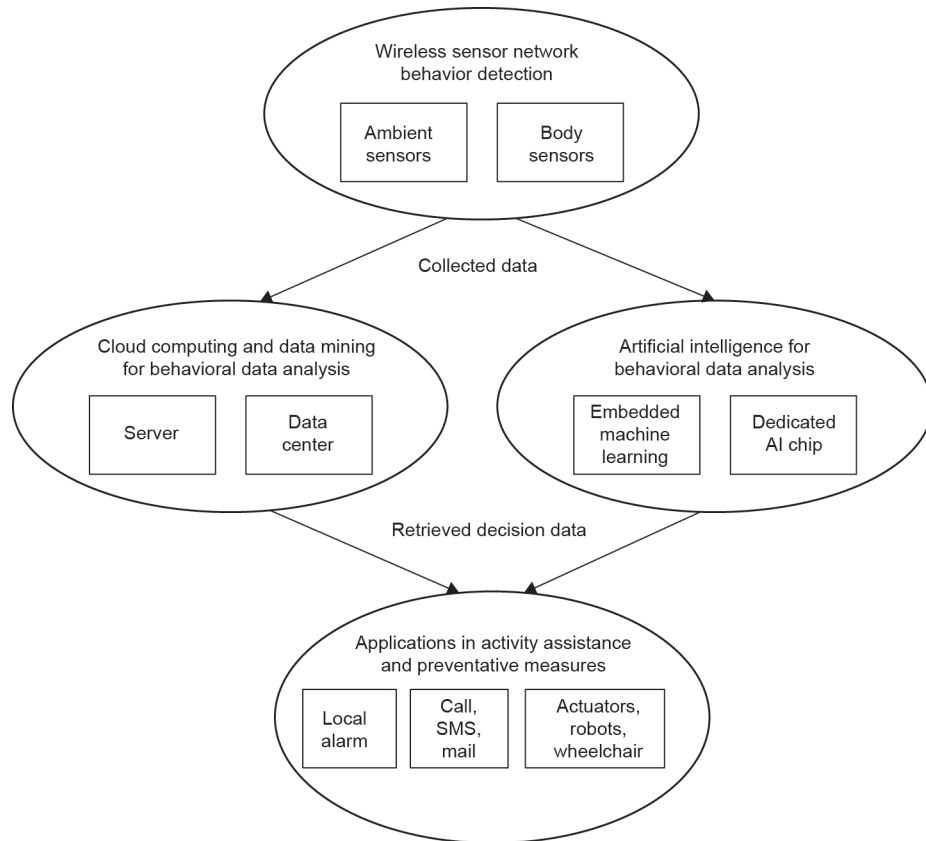 Wireless sensor network
behavior detection
Ambient
sensors
Body
sensors
Collected data
Cloud computing and data mining
for behavioral data analysis
Server
Data
center
Artificial intelligence for
behavioral data analysis
Embedded
machine
learning
Dedicated
AI chip
Retrieved decision data
Applications in activity assistance
and preventative measures
Local
alarm
Call,
SMS,
mail
Actuators,
robots,
wheelchair